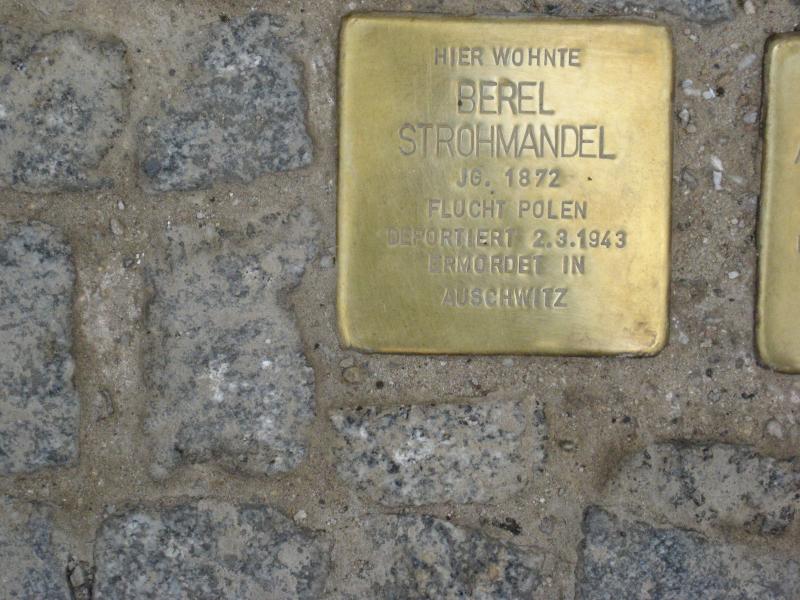 HIER WOHNTE
BEREL
STROHMANDEL
JG. 1872
FLUCHT POLEN
DEPORTIERT 2.3.1943
ERMORDET IN
AUSCHWITZ